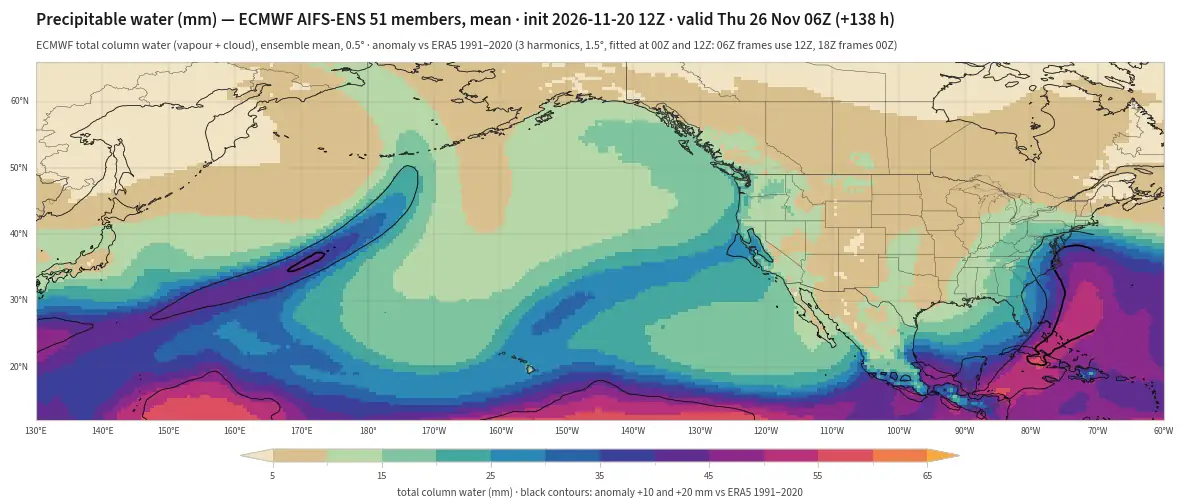 Precipitable water (mm) — ECMWF AIFS-ENS 51 members, mean · init 2026-11-20 12Z · valid Thu 26 Nov 06Z (+138 h)
ECMWF total column water (vapour + cloud), ensemble mean, 0.5° · anomaly vs ERA5 1991–2020 (3 harmonics, 1.5°, fitted at 00Z and 12Z: 06Z frames use 12Z, 18Z frames 00Z)
60°N
50°N
40°N
30°N
20°N
130°E 140°E 150°E 160°E 170°E 180° 170°W 160°W 150°W 140°W 130°W 120°W 110°W 100°W 90°W 80°W 70°W 60°W
5 15 25 35 45 55 65
total column water (mm) · black contours: anomaly +10 and +20 mm vs ERA5 1991–2020